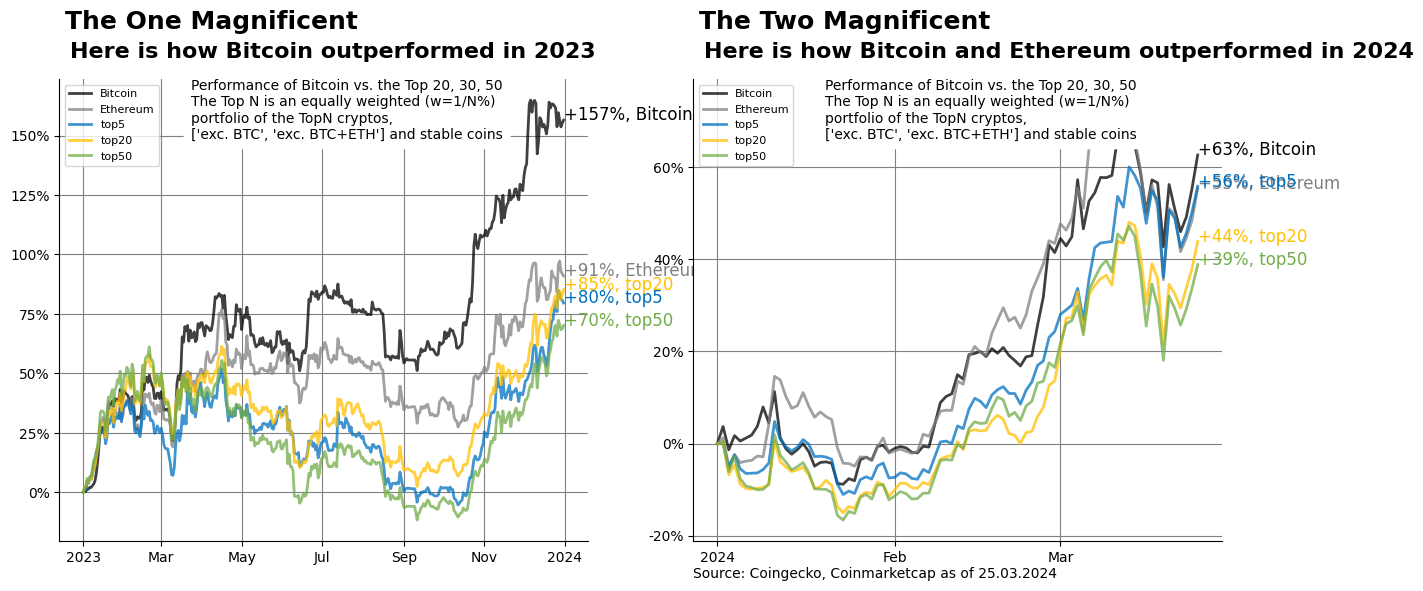 The One Magnificent
Here is how Bitcoin outperformed in 2023
Bitcoin
Ethereum
top5
top20
top50
Performance of Bitcoin vs. the Top 20, 30, 50
The Top N is an equally weighted (w=1/N%)
portfolio of the TopN cryptos,
['exc. BTC', 'exc. BTC+ETH'] and stable coins
150%
125%
100%
75%
50%
25%
0%
+157%, Bitcoin
+91%, Ethereum
+85%, top20
+80%, top5
+70%, top50
2023
Mar
May
Jul
Sep
Nov
2024
The Two Magnificent
Here is how Bitcoin and Ethereum outperformed in 2024
Bitcoin
Ethereum
top5
top20
top50
Performance of Bitcoin vs. the Top 20, 30, 50
The Top N is an equally weighted (w=1/N%)
portfolio of the TopN cryptos,
['exc. BTC', 'exc. BTC+ETH'] and stable coins
60%
40%
20%
0%
-20%
+63%, Bitcoin
+56%, top5
+56%, Ethereum
+44%, top20
+39%, top50
2024
Feb
Mar
Source: Coingecko, Coinmarketcap as of 25.03.2024